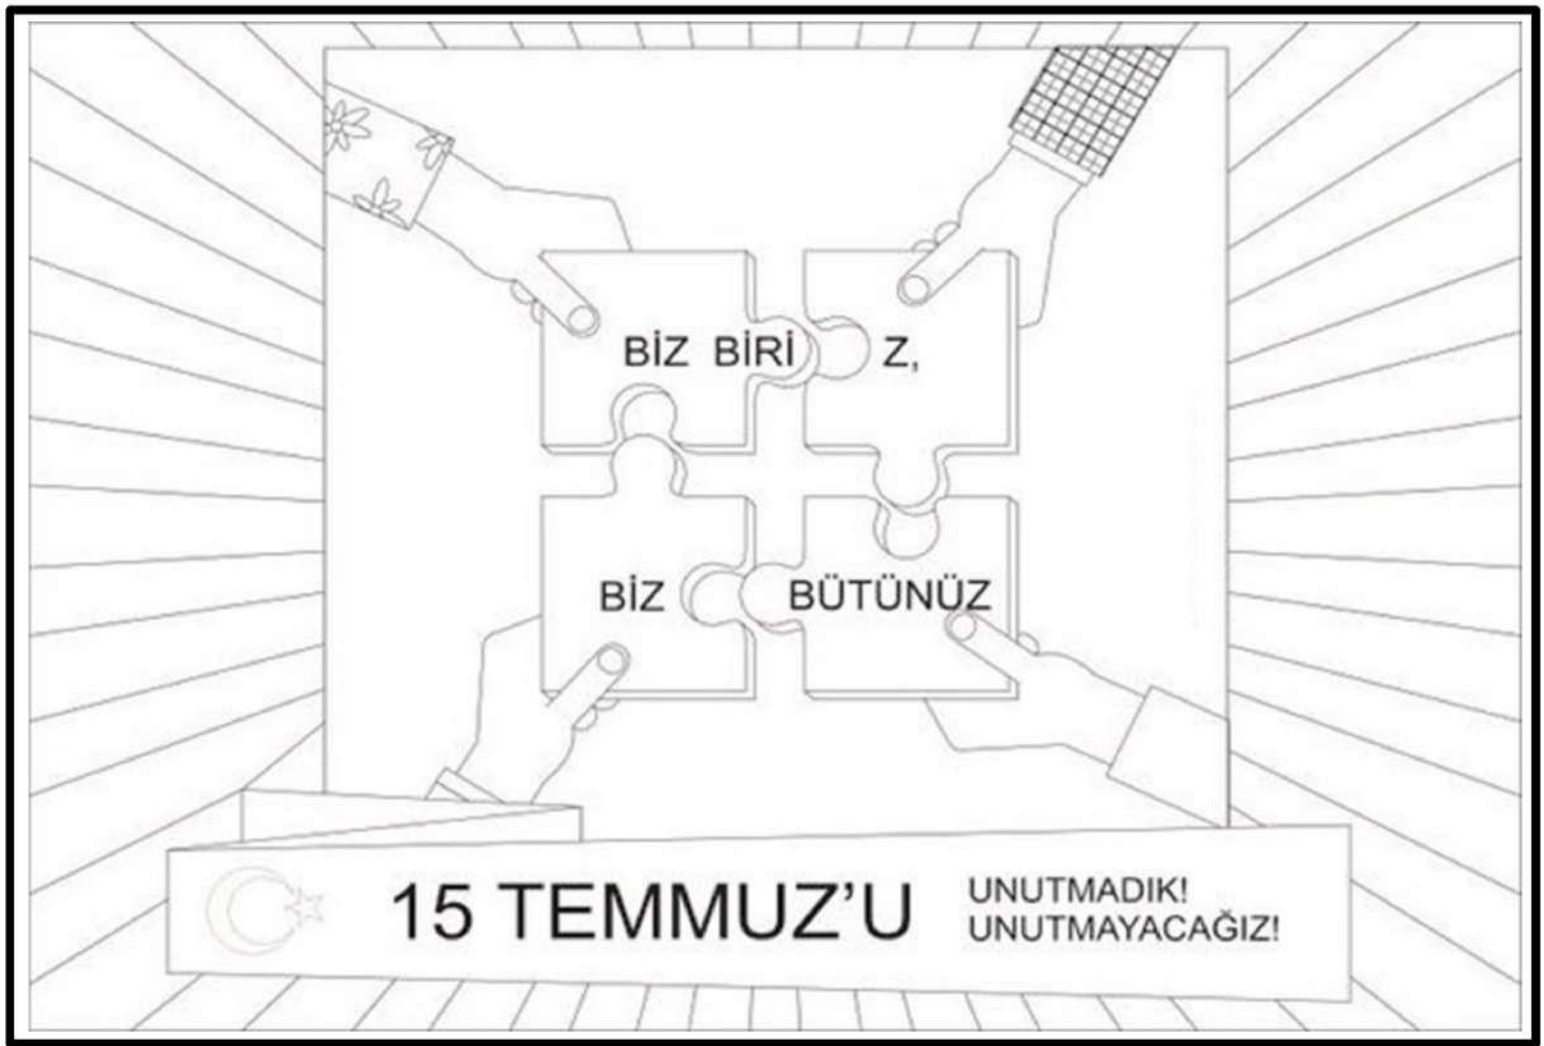 BİZ BİRİ Z,
BİZ BÜTÜNÜZ
15 TEMMUZ'U
UNUTMADIK!
UNUTMAYACAĞIZ!